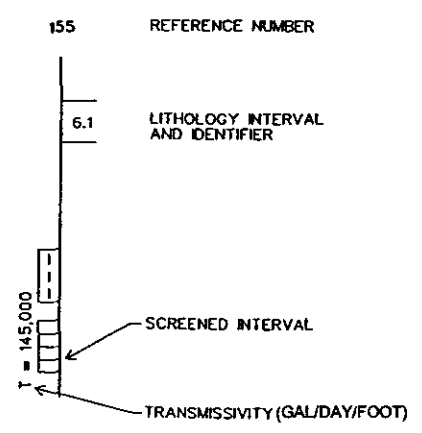 155 REFERENCE NUMBER
6.1 LITHOLOGY INTERVAL
AND IDENTIFIER
T = 145,000
SCREENED INTERVAL
TRANSMISSIVITY (GAL/DAY/FOOT)